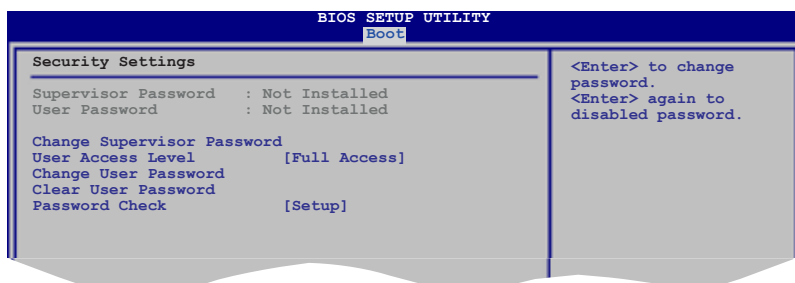 BIOS SETUP UTILITY
Boot
Security Settings
Supervisor Password : Not Installed
User Password : Not Installed
Change Supervisor Password
User Access Level [Full Access]
Change User Password
Clear User Password
Password Check [Setup]
<Enter> to change
password.
<Enter> again to
disabled password.